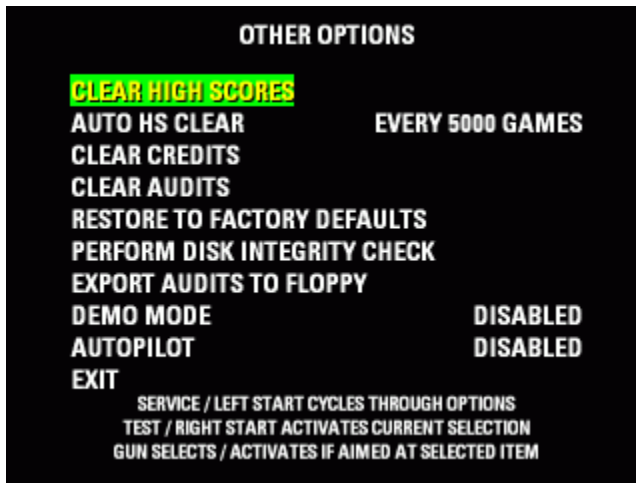 OTHER OPTIONS
CLEAR HIGH SCORES
AUTO HS CLEAR EVERY 5000 GAMES
CLEAR CREDITS
CLEAR AUDITS
RESTORE TO FACTORY DEFAULTS
PERFORM DISK INTEGRITY CHECK
EXPORT AUDITS TO FLOPPY
DEMO MODE DISABLED
AUTOPILOT DISABLED
EXIT
SERVICE / LEFT START CYCLES THROUGH OPTIONS
TEST / RIGHT START ACTIVATES CURRENT SELECTION
GUN SELECTS / ACTIVATES IF AIMED AT SELECTED ITEM